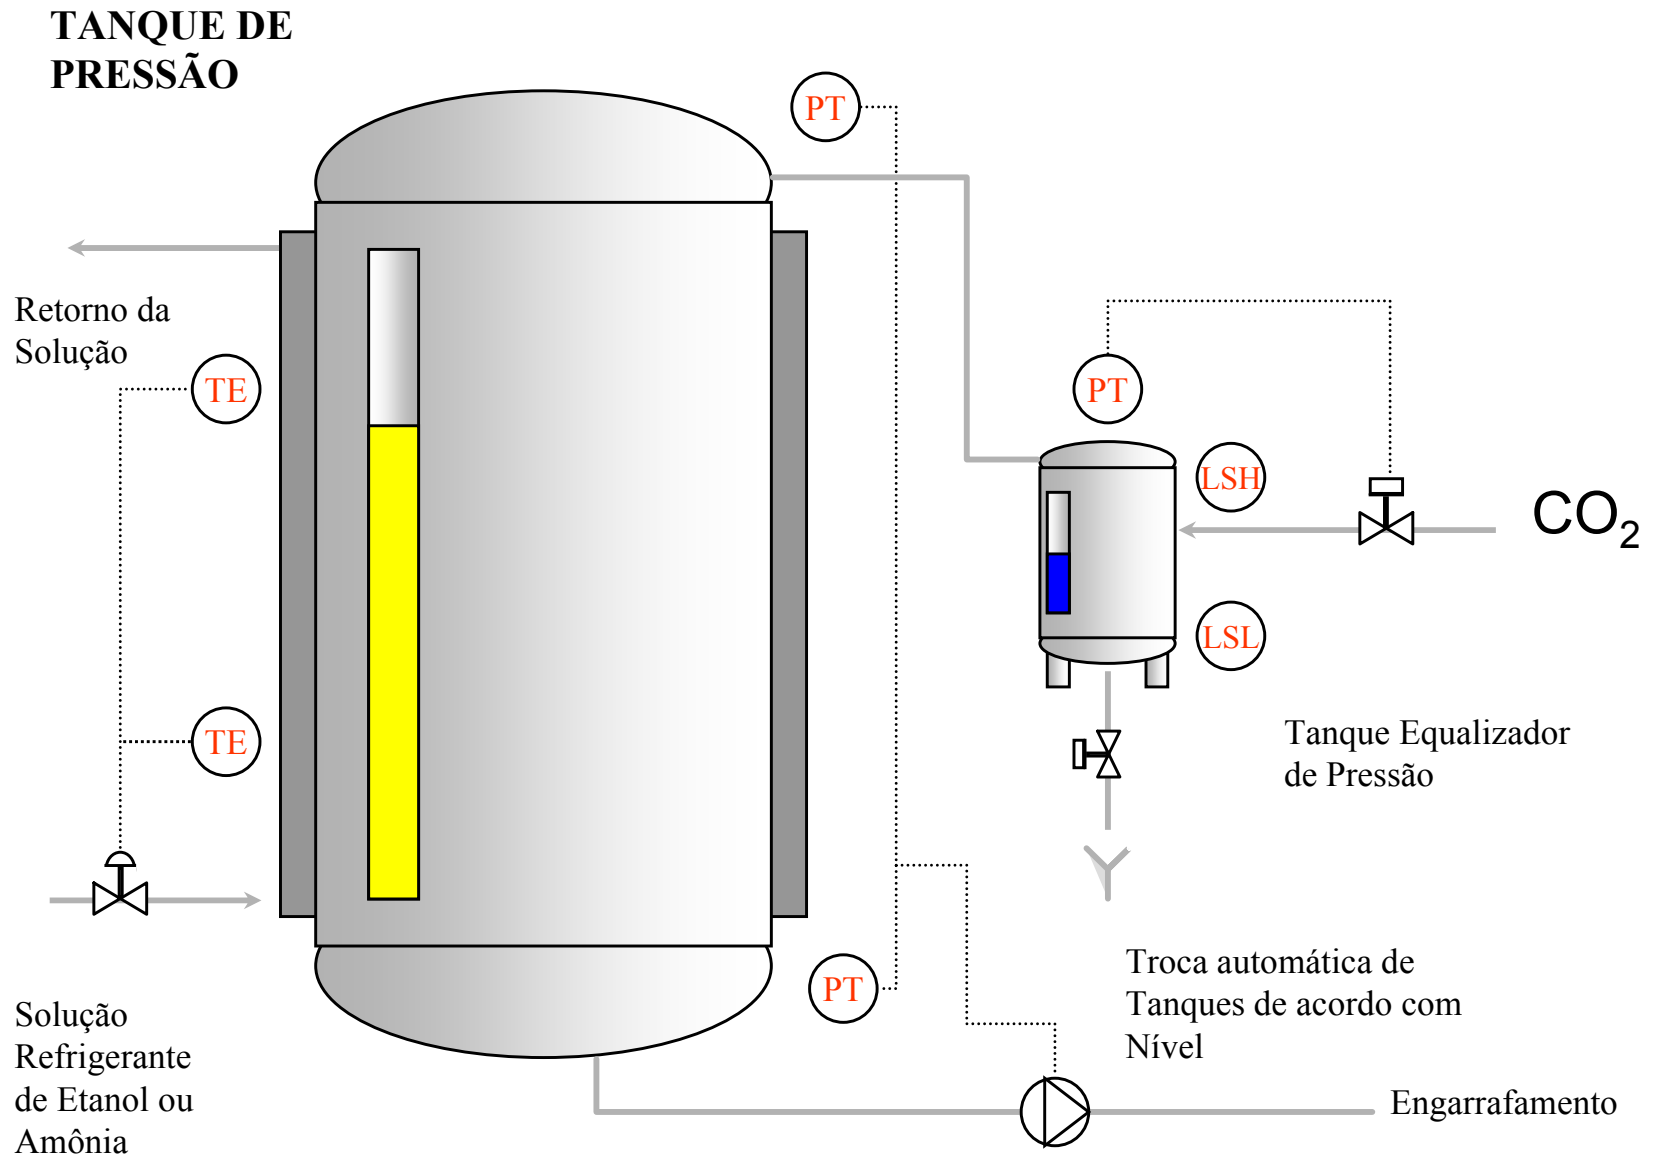 TANQUE DE
PRESSÃO
PT
Retorno da
Solução
TE
PT
LSH
CO2
LSL
TE
Tanque Equalizador
de Pressão
PT
Troca automática de
Tanques de acordo com
Nível
Solução
Refrigerante
de Etanol ou
Amônia
Engarrafamento